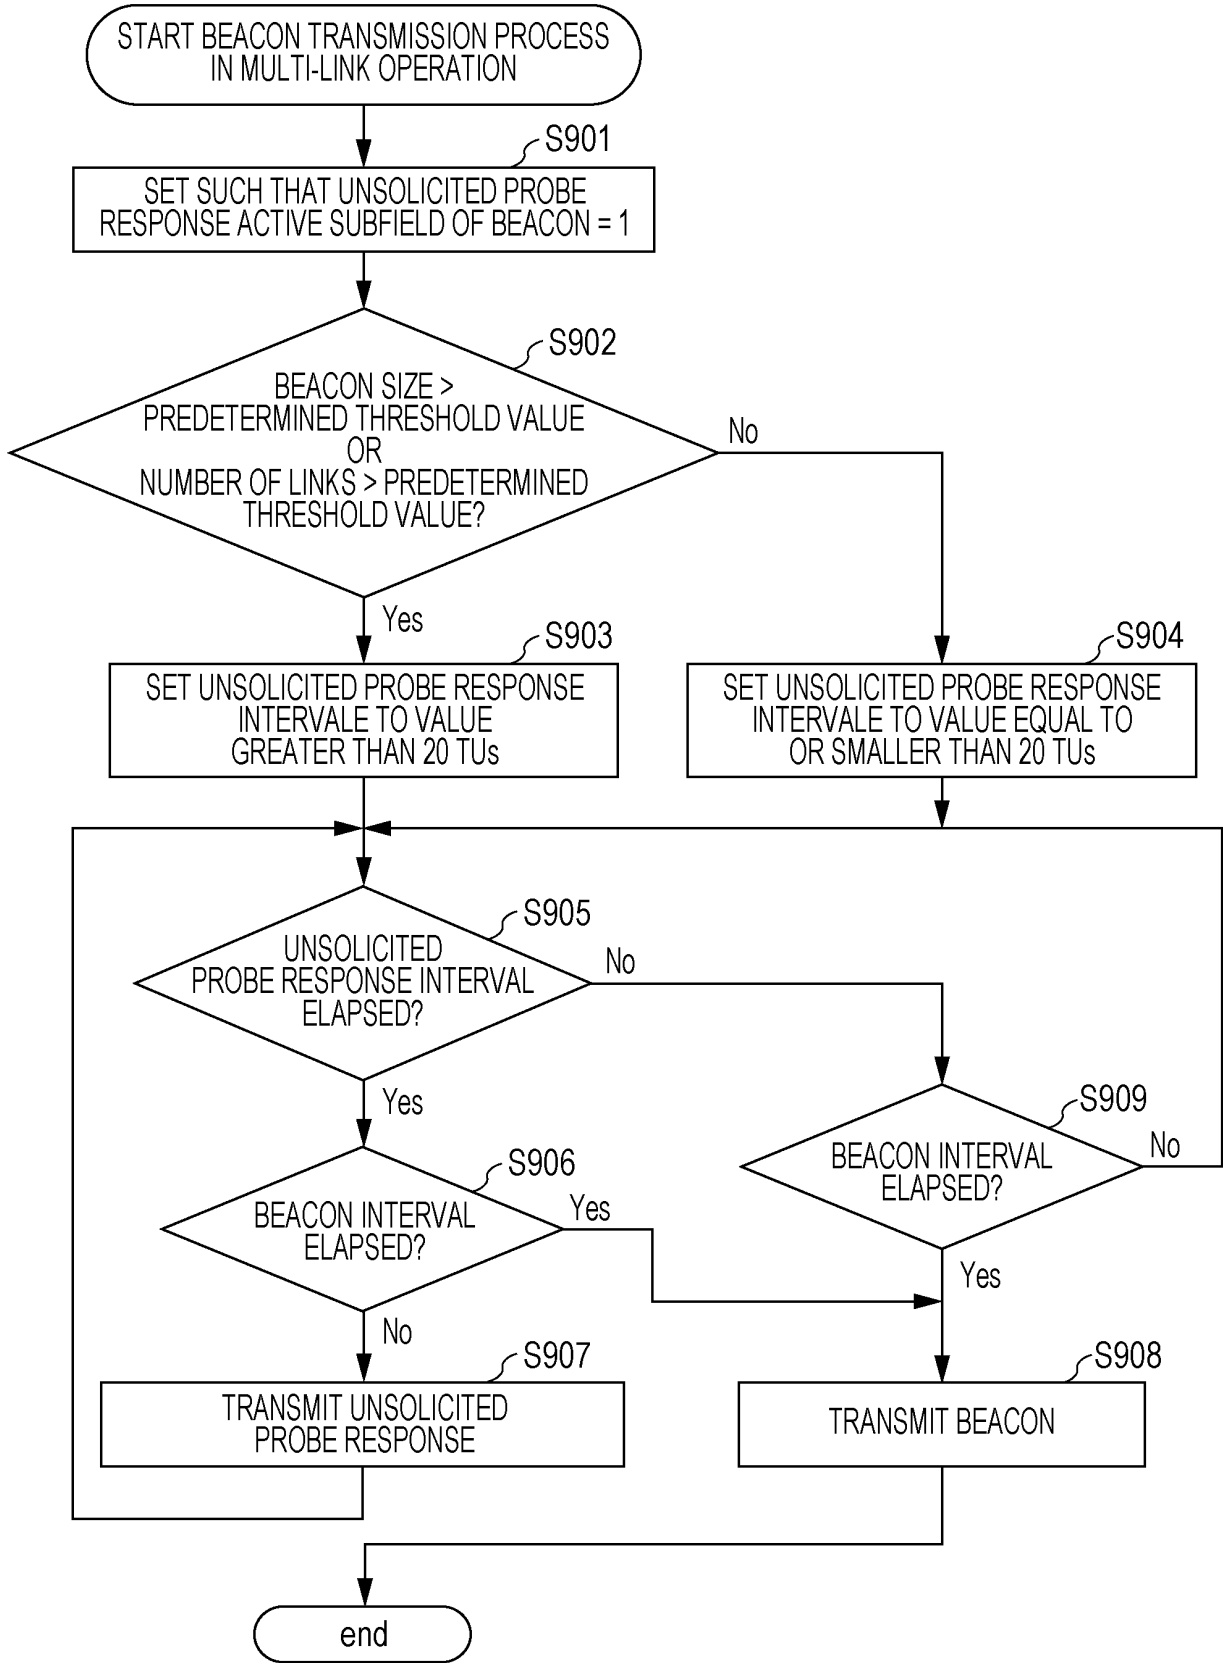 START BEACON TRANSMISSION PROCESS
IN MULTI-LINK OPERATION
S901
SET SUCH THAT UNSOLICITED PROBE
RESPONSE ACTIVE SUBFIELD OF BEACON = 1
S902
BEACON SIZE >
PREDETERMINED THRESHOLD VALUE
OR
NUMBER OF LINKS > PREDETERMINED
THRESHOLD VALUE?
No
Yes
S903
SET UNSOLICITED PROBE RESPONSE
INTERVALE TO VALUE
GREATER THAN 20 TUs
S904
SET UNSOLICITED PROBE RESPONSE
INTERVALE TO VALUE EQUAL TO
OR SMALLER THAN 20 TUs
S905
UNSOLICITED
PROBE RESPONSE INTERVAL
ELAPSED?
No
Yes
S909
BEACON INTERVAL
ELAPSED?
No
Yes
S906
BEACON INTERVAL
ELAPSED?
Yes
No
S907
TRANSMIT UNSOLICITED
PROBE RESPONSE
S908
TRANSMIT BEACON
end